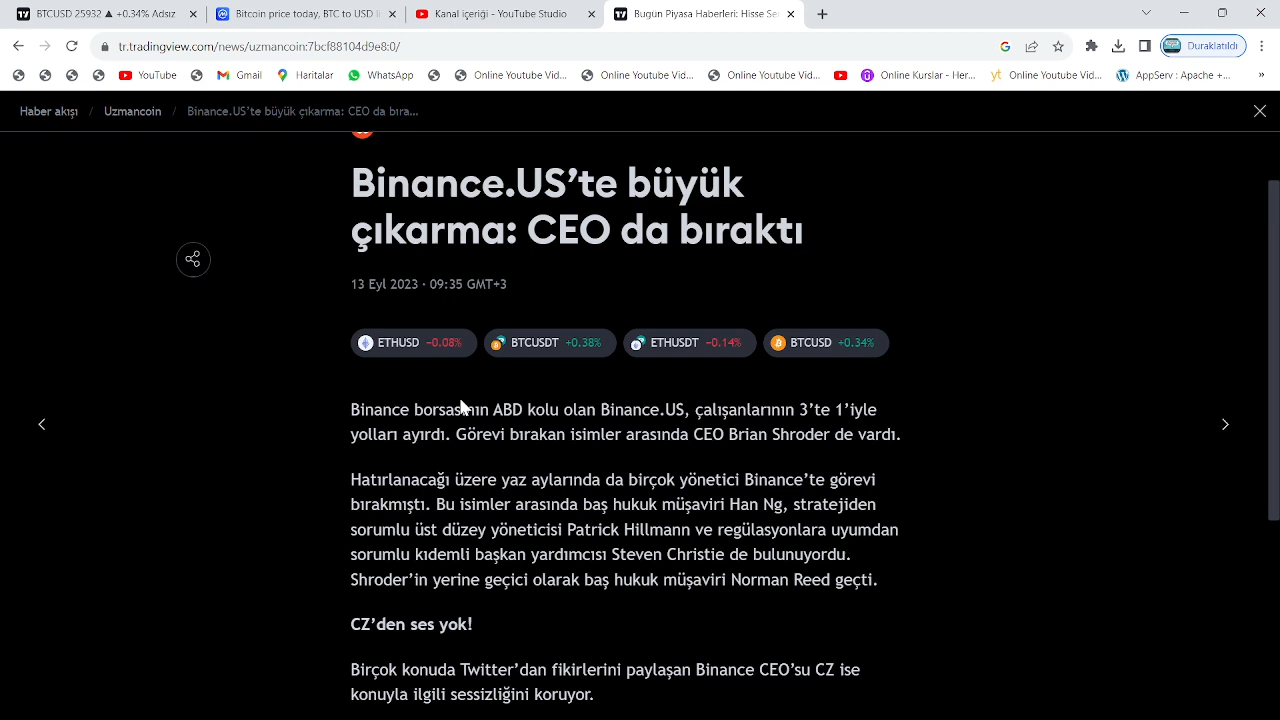 BTCUSD 25932 ▲ +0.34% Adsız
Bitcoin price today, BTC to USD li
Kanal içeriği - YouTube Studio
Bugün Piyasa Haberleri: Hisse Se
tr.tradingview.com/news/uzmancoin:7bcf88104d9e8:0/
Duraklatıldı
YouTube
Gmail
Haritalar
WhatsApp
Online Youtube Vid...
Online Youtube Vid...
Online Youtube Vid...
Online Kurslar - Her...
yt Online Youtube Vid...
AppServ : Apache +...
»
Haber akışı / Uzmancoin / Binance.US’te büyük çıkarma: CEO da bıra...
Binance.US’te büyük
çıkarma: CEO da bıraktı
13 Eyl 2023 · 09:35 GMT+3
ETHUSD −0.08% BTCUSDT +0.38% ETHUSDT −0.14% BTCUSD +0.34%
Binance borsasının ABD kolu olan Binance.US, çalışanlarının 3’te 1’iyle
yolları ayırdı. Görevi bırakan isimler arasında CEO Brian Shroder de vardı.
Hatırlanacağı üzere yaz aylarında da birçok yönetici Binance’te görevi
bırakmıştı. Bu isimler arasında baş hukuk müşaviri Han Ng, stratejiden
sorumlu üst düzey yöneticisi Patrick Hillmann ve regülasyonlara uyumdan
sorumlu kıdemli başkan yardımcısı Steven Christie de bulunuyordu.
Shroder’in yerine geçici olarak baş hukuk müşaviri Norman Reed geçti.
CZ’den ses yok!
Birçok konuda Twitter’dan fikirlerini paylaşan Binance CEO’su CZ ise
konuyla ilgili sessizliğini koruyor.